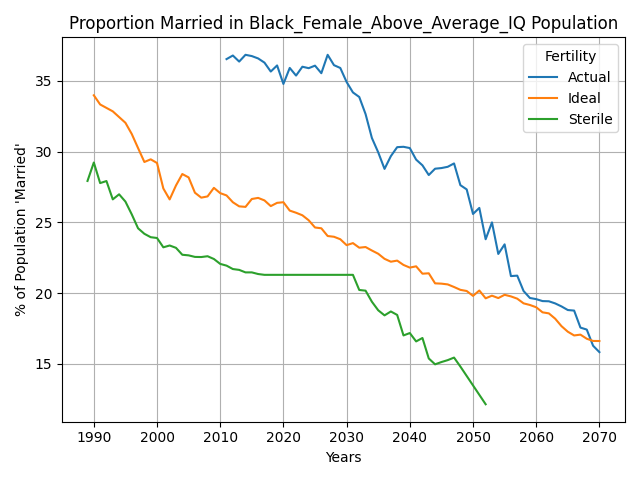 Proportion Married in Black_Female_Above_Average_IQ Population
Fertility
Actual
Ideal
Sterile
% of Population 'Married'
35
30
25
20
15
1990 2000 2010 2020 2030 2040 2050 2060 2070
Years